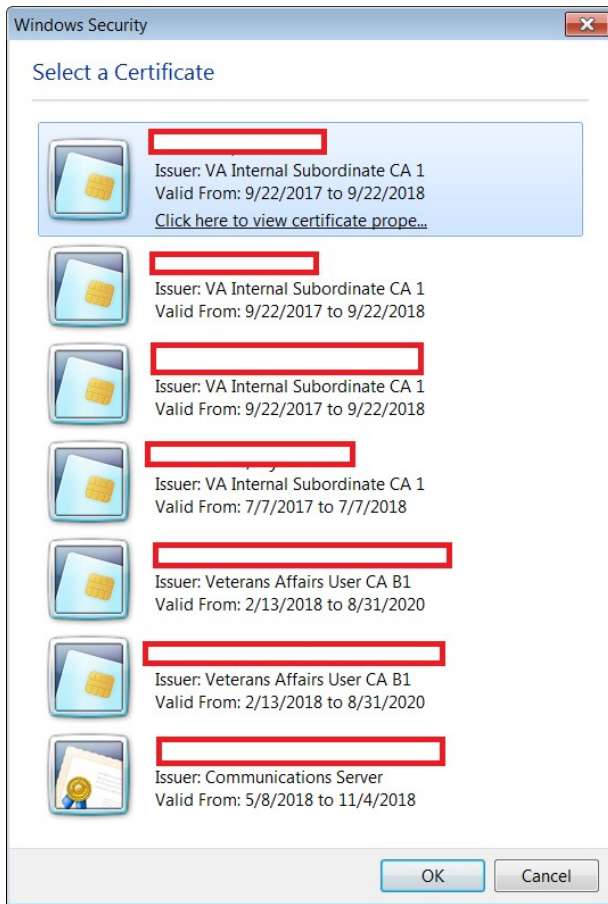 Windows Security
Select a Certificate
Issuer: VA Internal Subordinate CA 1
Valid From: 9/22/2017 to 9/22/2018
Click here to view certificate prope...
Issuer: VA Internal Subordinate CA 1
Valid From: 9/22/2017 to 9/22/2018
Issuer: VA Internal Subordinate CA 1
Valid From: 9/22/2017 to 9/22/2018
Issuer: VA Internal Subordinate CA 1
Valid From: 7/7/2017 to 7/7/2018
Issuer: Veterans Affairs User CA B1
Valid From: 2/13/2018 to 8/31/2020
Issuer: Veterans Affairs User CA B1
Valid From: 2/13/2018 to 8/31/2020
Issuer: Communications Server
Valid From: 5/8/2018 to 11/4/2018
OK
Cancel